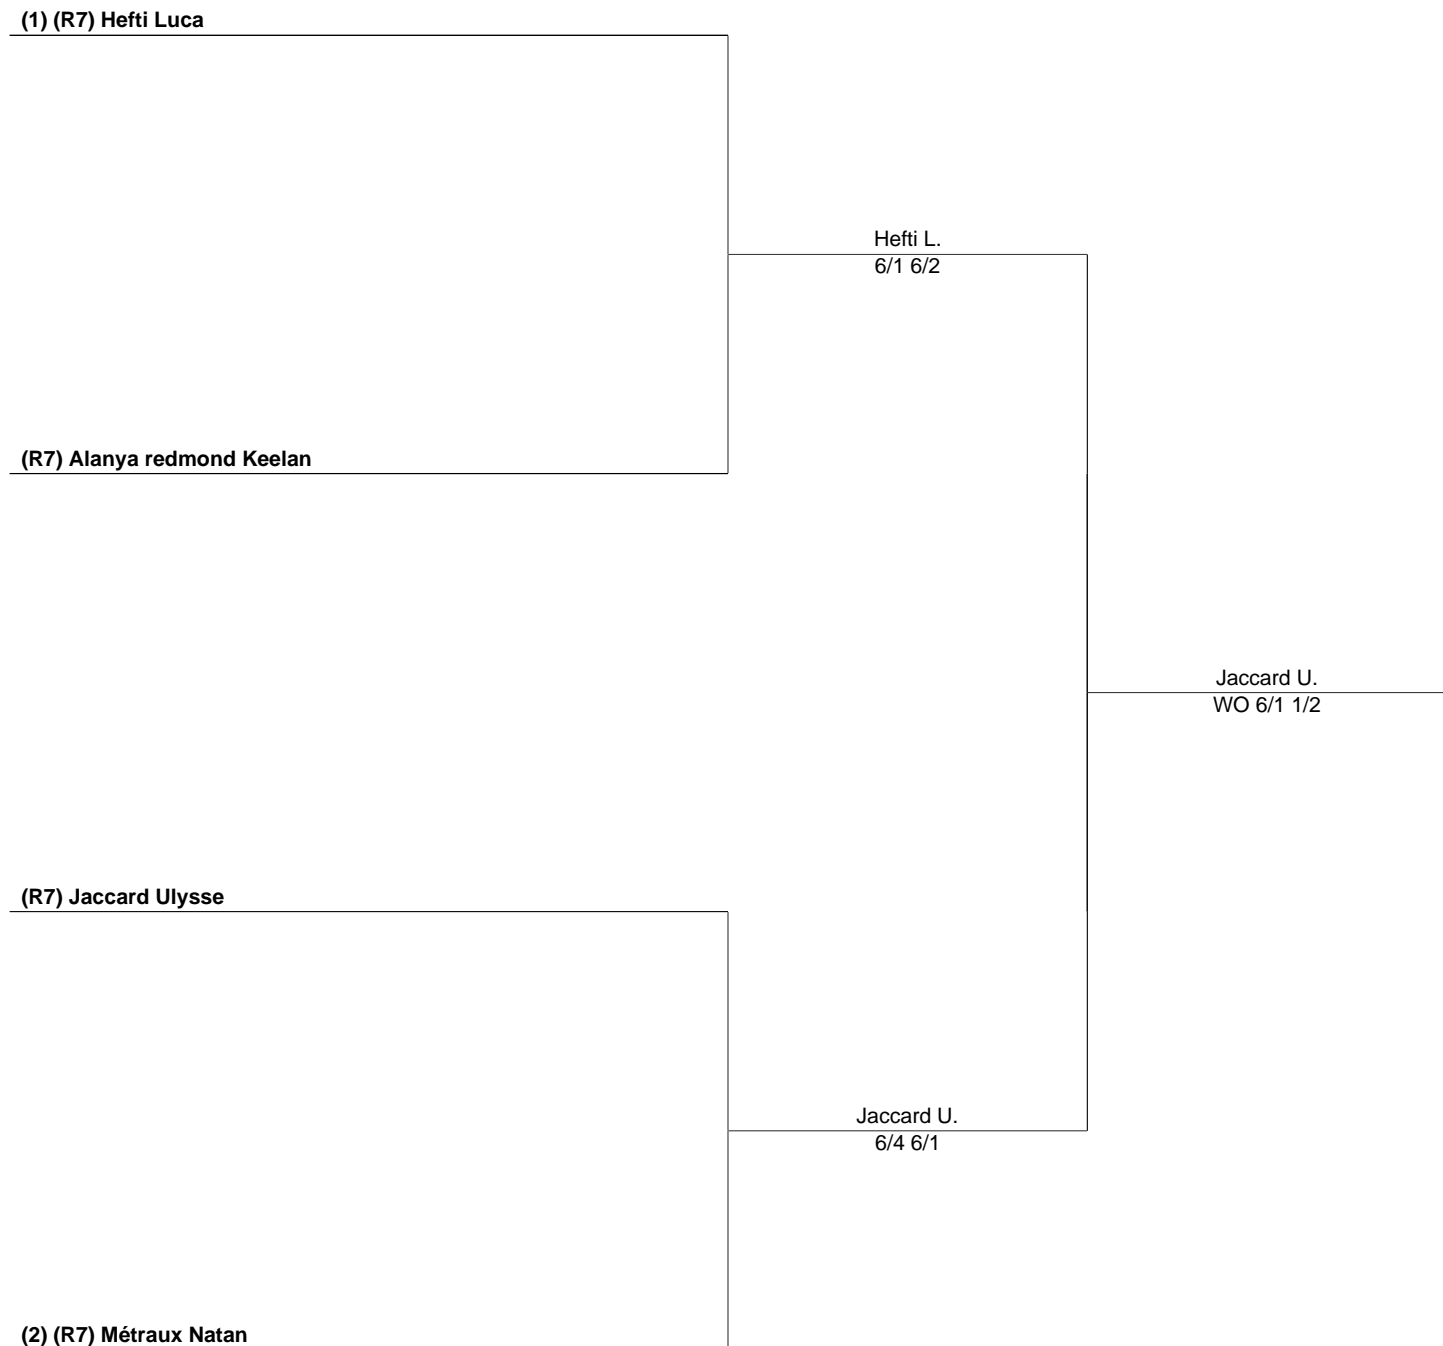 (1) (R7) Hefti Luca
Hefti L.
6/1 6/2
(R7) Alanya redmond Keelan
Jaccard U.
WO 6/1 1/2
(R7) Jaccard Ulysse
Jaccard U.
6/4 6/1
(2) (R7) Métraux Natan